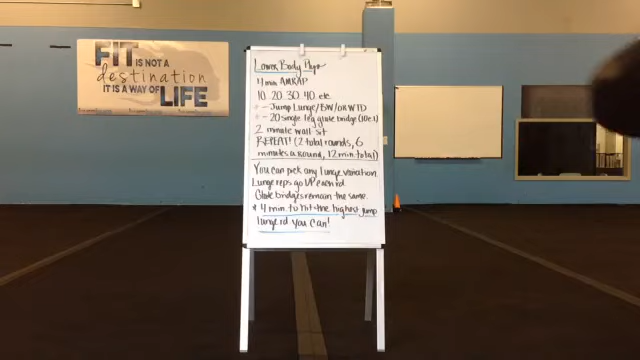 FIT IS NOT A
destination
IT IS A WAY OF LIFE
Lower Body Pump
4 min AMRAP
10, 20, 30, 40, etc
- Jump Lunge/BW/OR WTD
- 20 single leg glute bridge (10e.)
2 minute wall sit
REPEAT! (2 total rounds, 6
minutes a round, 12 min total)
You can pick any lunge variation
Lunge reps go UP each rd.
Glute bridges remain the same.
* 4 min to hit the highest jump
lunge rd you can!